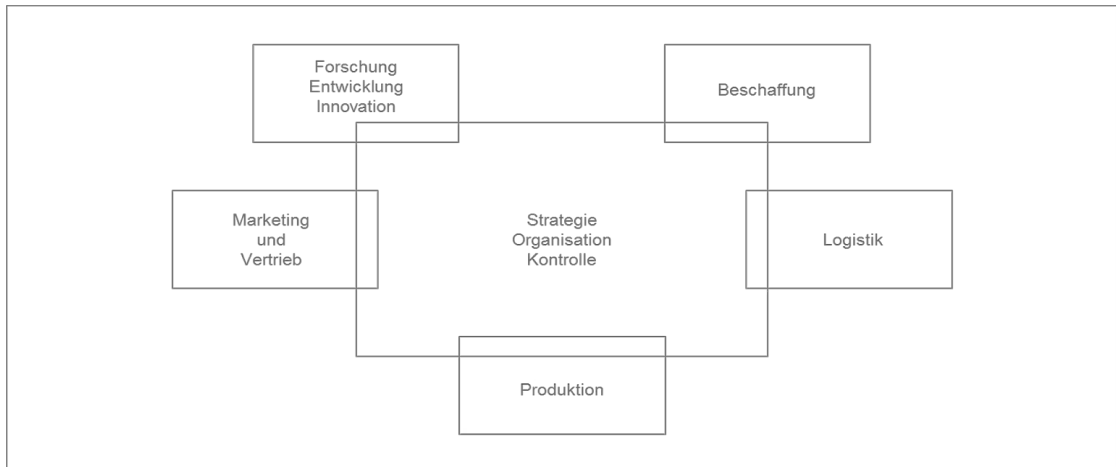 Forschung
Entwicklung
Innovation
Beschaffung
Marketing
und
Vertrieb
Strategie
Organisation
Kontrolle
Logistik
Produktion